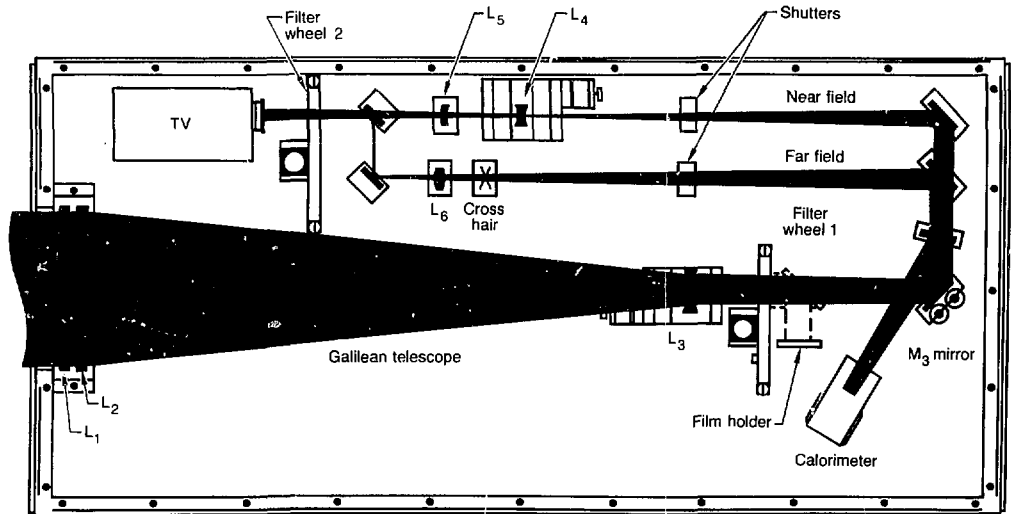 Filter
wheel 2
L5
L4
Shutters
TV
Near field
Far field
L6
Cross
hair
Filter
wheel 1
Galilean telescope
L3
M3 mirror
L2
L1
Film holder
Calorimeter